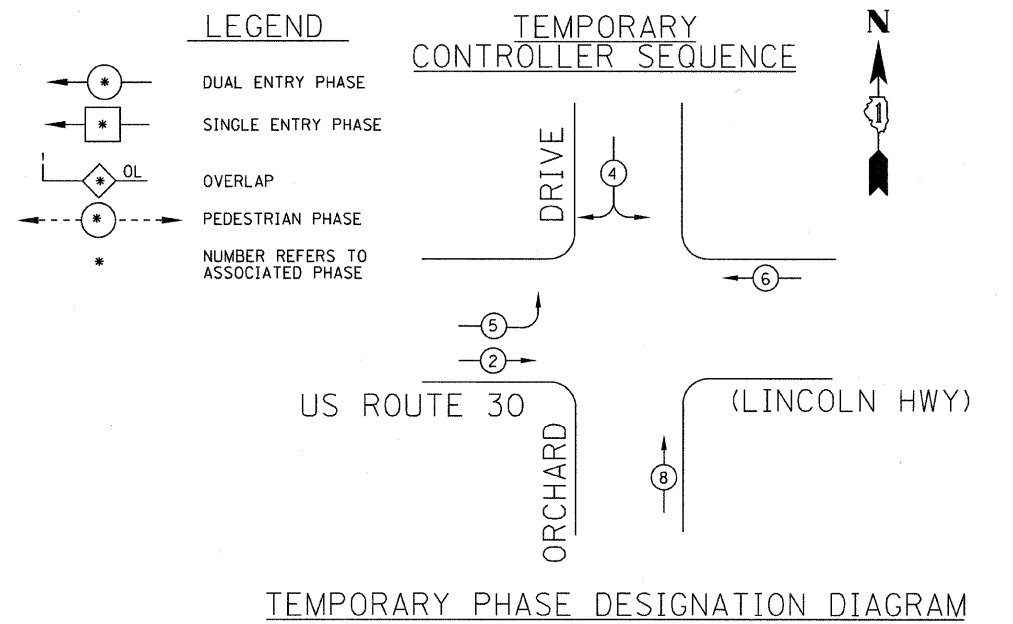 LEGEND
* DUAL ENTRY PHASE
* SINGLE ENTRY PHASE
* OL OVERLAP
* PEDESTRIAN PHASE
* NUMBER REFERS TO
ASSOCIATED PHASE
TEMPORARY
CONTROLLER SEQUENCE
N
1
DRIVE
4
6
5
2
US ROUTE 30
(LINCOLN HWY)
ORCHARD
8
TEMPORARY PHASE DESIGNATION DIAGRAM